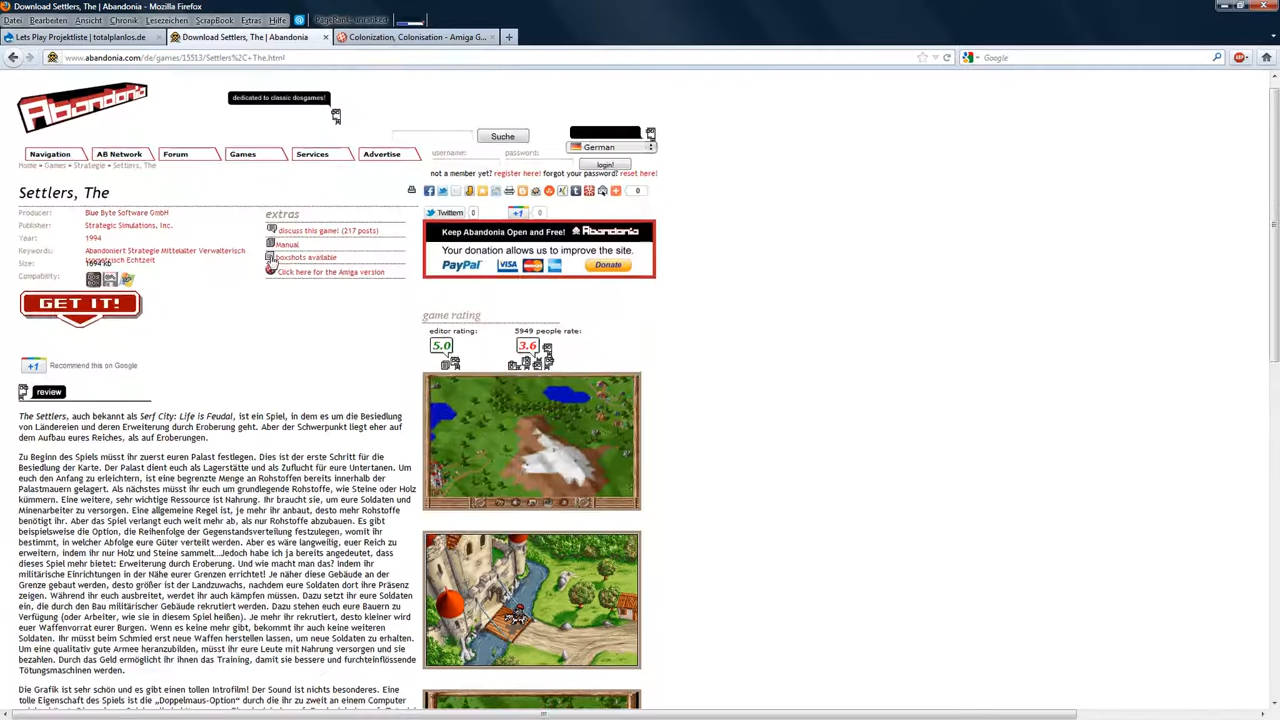 Download Settlers, The | Abandonia - Mozilla Firefox
Datei Bearbeiten Ansicht Chronik Lesezeichen ScrapBook Extras Hilfe PageRank: unranked
Lets Play Projektliste | totalplanlos.de
Download Settlers, The | Abandonia
Colonization, Colonisation - Amiga G...
www.abandonia.com/de/games/15513/Settlers%2C+The.html
Google
Abandonia
dedicated to classic dosgames!
Suche
German
Navigation AB Network Forum Games Services Advertise
username: password:
login!
Home » Games » Strategie » Settlers, The
not a member yet? register here! forgot your password? reset here!
Settlers, The
0
Producer: Blue Byte Software GmbH
Publisher: Strategic Simulations, Inc.
Year: 1994
Keywords: Abandoniert Strategie Mittelalter Verwalterisch
Isometrisch Echtzeit
Size: 1694 kb
Compatibility:
GET IT!
extras
discuss this game! (217 posts)
Manual
boxshots available
Click here for the Amiga version
Twittern 0 +1 0
Keep Abandonia Open and Free! Abandonia
Your donation allows us to improve the site.
PayPal VISA Donate
game rating
editor rating: 5949 people rate:
5.0 3.6
+1 Recommend this on Google
review
The Settlers, auch bekannt als Serf City: Life is Feudal, ist ein Spiel, in dem es um die Besiedlung
von Ländereien und deren Erweiterung durch Eroberung geht. Aber der Schwerpunkt liegt eher auf
dem Aufbau eures Reiches, als auf Eroberungen.
Zu Beginn des Spiels müsst ihr zuerst euren Palast festlegen. Dies ist der erste Schritt für die
Besiedlung der Karte. Der Palast dient euch als Lagerstätte und als Zuflucht für eure Untertanen. Um
euch den Anfang zu erleichtern, ist eine begrenzte Menge an Rohstoffen bereits innerhalb der
Palastmauern gelagert. Als nächstes müsst ihr euch um grundlegende Rohstoffe, wie Steine oder Holz
kümmern. Eine weitere, sehr wichtige Ressource ist Nahrung. Ihr braucht sie, um eure Soldaten und
Minenarbeiter zu versorgen. Eine allgemeine Regel ist, je mehr ihr anbaut, desto mehr Rohstoffe
benötigt ihr. Aber das Spiel verlangt euch weit mehr ab, als nur Rohstoffe abzubauen. Es gibt
beispielsweise die Option, die Reihenfolge der Gegenstandsverteilung festzulegen, womit ihr
bestimmt, in welcher Abfolge eure Güter verteilt werden. Aber es wäre langweilig, euer Reich zu
erweitern, indem ihr nur Holz und Steine sammelt...Jedoch habe ich ja bereits angedeutet, dass
dieses Spiel mehr bietet: Erweiterung durch Eroberung. Und wie macht man das? Indem ihr
militärische Einrichtungen in der Nähe eurer Grenzen errichtet! Je näher diese Gebäude an der
Grenze gebaut werden, desto größer ist der Landzuwachs, nachdem eure Soldaten dort ihre Präsenz
zeigen. Während ihr euch ausbreitet, werdet ihr auch kämpfen müssen. Dazu setzt ihr eure Soldaten
ein, die durch den Bau militärischer Gebäude rekrutiert werden. Dazu stehen euch eure Bauern zu
Verfügung (oder Arbeiter, wie sie in diesem Spiel heißen). Je mehr ihr rekrutiert, desto kleiner wird
euer Waffenvorrat eurer Burgen. Wenn es keine mehr gibt, bekommt ihr auch keine weiteren
Soldaten. Ihr müsst beim Schmied erst neue Waffen herstellen lassen, um neue Soldaten zu erhalten.
Um eine qualitativ gute Armee heranzubilden, müsst ihr eure Leute mit Nahrung versorgen und sie
bezahlen. Durch das Geld ermöglicht ihr ihnen das Training, damit sie bessere und furchteinflössende
Tötungsmaschinen werden.
Die Grafik ist sehr schön und es gibt einen tollen Introfilm! Der Sound ist nichts besonderes. Eine
tolle Eigenschaft des Spiels ist die „Doppelmaus-Option“ durch die ihr zu zweit an einem Computer